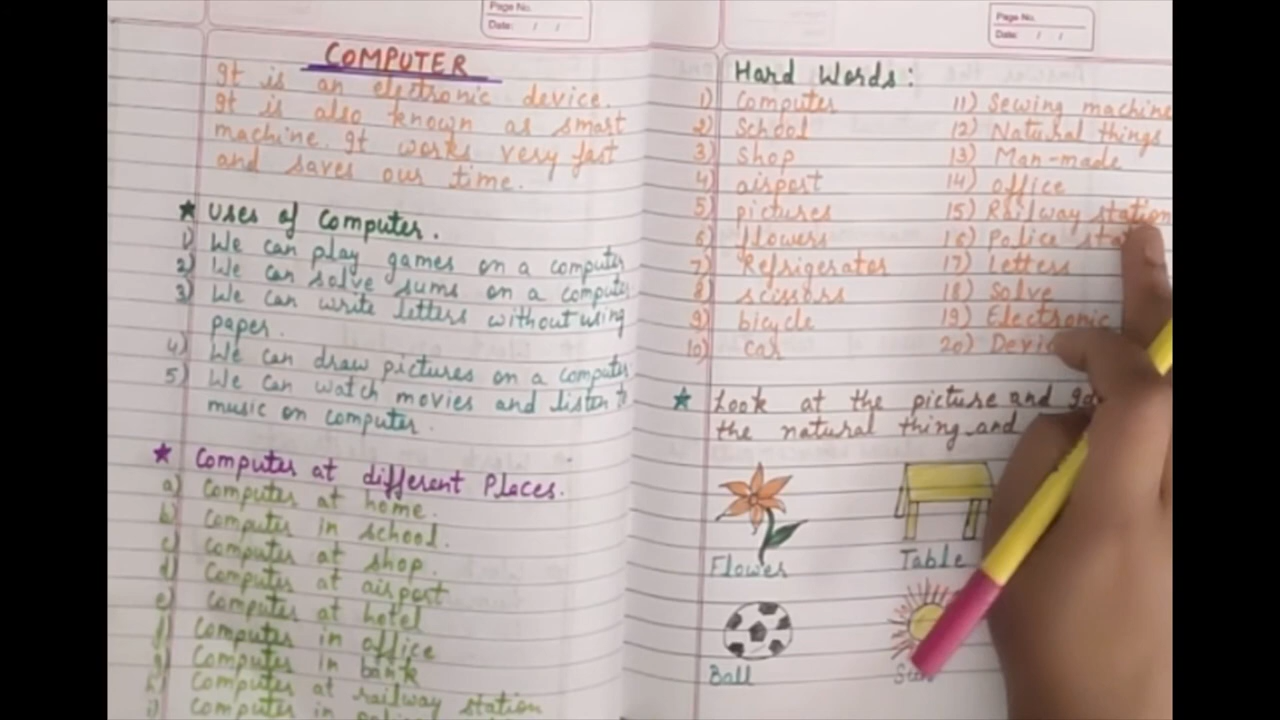 Page No.
Date: / /
COMPUTER
It is an electronic device.
It is also known as smart
machine. It works very fast
and saves our time.
★ Uses of Computer.
1) We can play games on a computer
2) We can solve sums on a computer
3) We can write letters without using
paper.
4) We can draw pictures on a computer
5) We can watch movies and listen to
music on computer.
★ Computer at different Places.
a) Computer at home.
b) Computer in school.
c) Computer at shop.
d) Computer at airport
e) Computer at hotel
f) Computer in office
g) Computer in bank
h) Computer at railway station
i) Computer in
Page No.
Date: / /
Hard Words:
1) Computer
2) School
3) Shop
4) airport
5) pictures
6) flowers
7) Refrigerator
8) scissors
9) bicycle
10) Car
11) Sewing machine
12) Natural things
13) Man-made
14) office
15) Railway station
16) Police
17) Letters
18) Solve
19) Electronic
20)
★ Look at the picture and
the natural thing and
Flower
Table
Ball
Sun